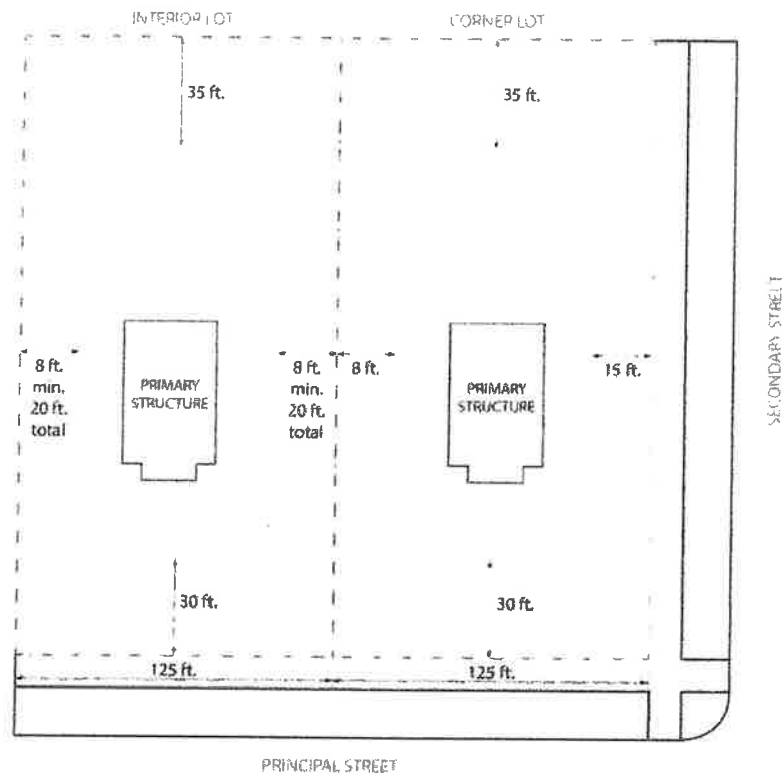 INTERIOR LOT
CORNER LOT
35 ft.
35 ft.
SECONDARY STREET
8 ft.
min.
20 ft.
total
PRIMARY
STRUCTURE
8 ft.
min.
20 ft.
total
8 ft.
PRIMARY
STRUCTURE
15 ft.
30 ft.
30 ft.
125 ft.
125 ft.
PRINCIPAL STREET